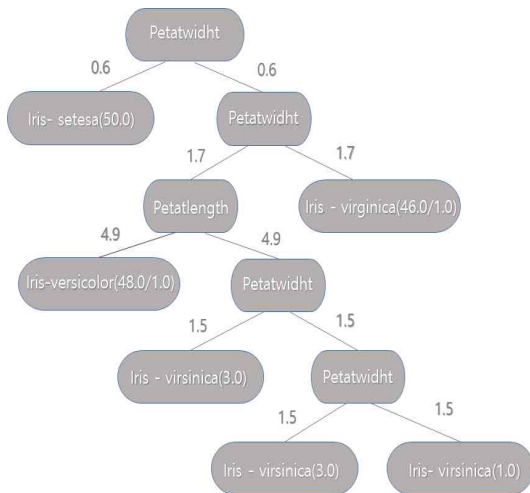 Petatwidht
0.6
0.6
Iris- setesa(50.0)
Petatwidht
1.7
1.7
Petatlength
Iris - virginica(46.0/1.0)
4.9
4.9
Iris-versicolor(48.0/1.0)
Petatwidht
1.5
1.5
Iris - virsinica(3.0)
Petatwidht
1.5
1.5
Iris - virsinica(3.0)
Iris- virsinica(1.0)